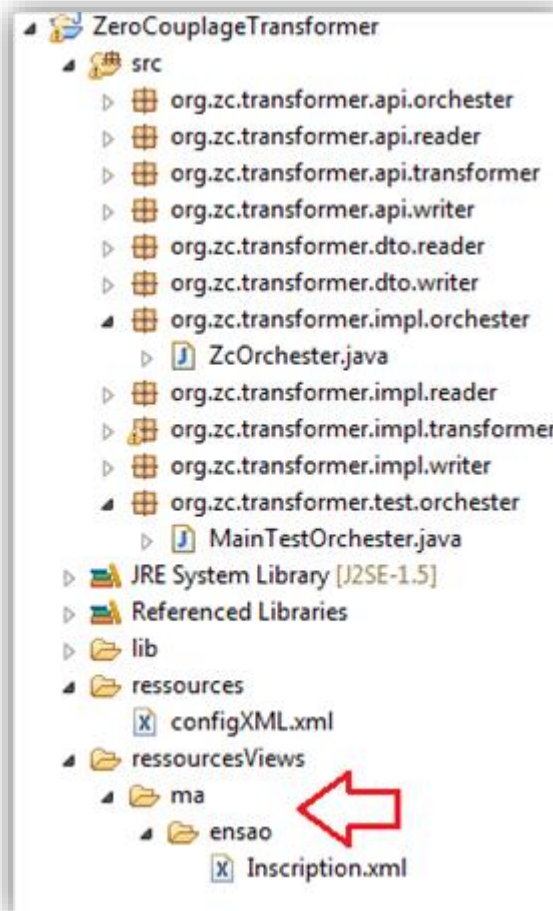 ZeroCouplageTransformer
src
org.zc.transformer.api.orchester
org.zc.transformer.api.reader
org.zc.transformer.api.transformer
org.zc.transformer.api.writer
org.zc.transformer.dto.reader
org.zc.transformer.dto.writer
org.zc.transformer.impl.orchester
ZcOrchester.java
org.zc.transformer.impl.reader
org.zc.transformer.impl.transformer
org.zc.transformer.impl.writer
org.zc.transformer.test.orchester
MainTestOrchester.java
JRE System Library [J2SE-1.5]
Referenced Libraries
lib
ressources
configXML.xml
ressourcesViews
ma
ensao
Inscription.xml